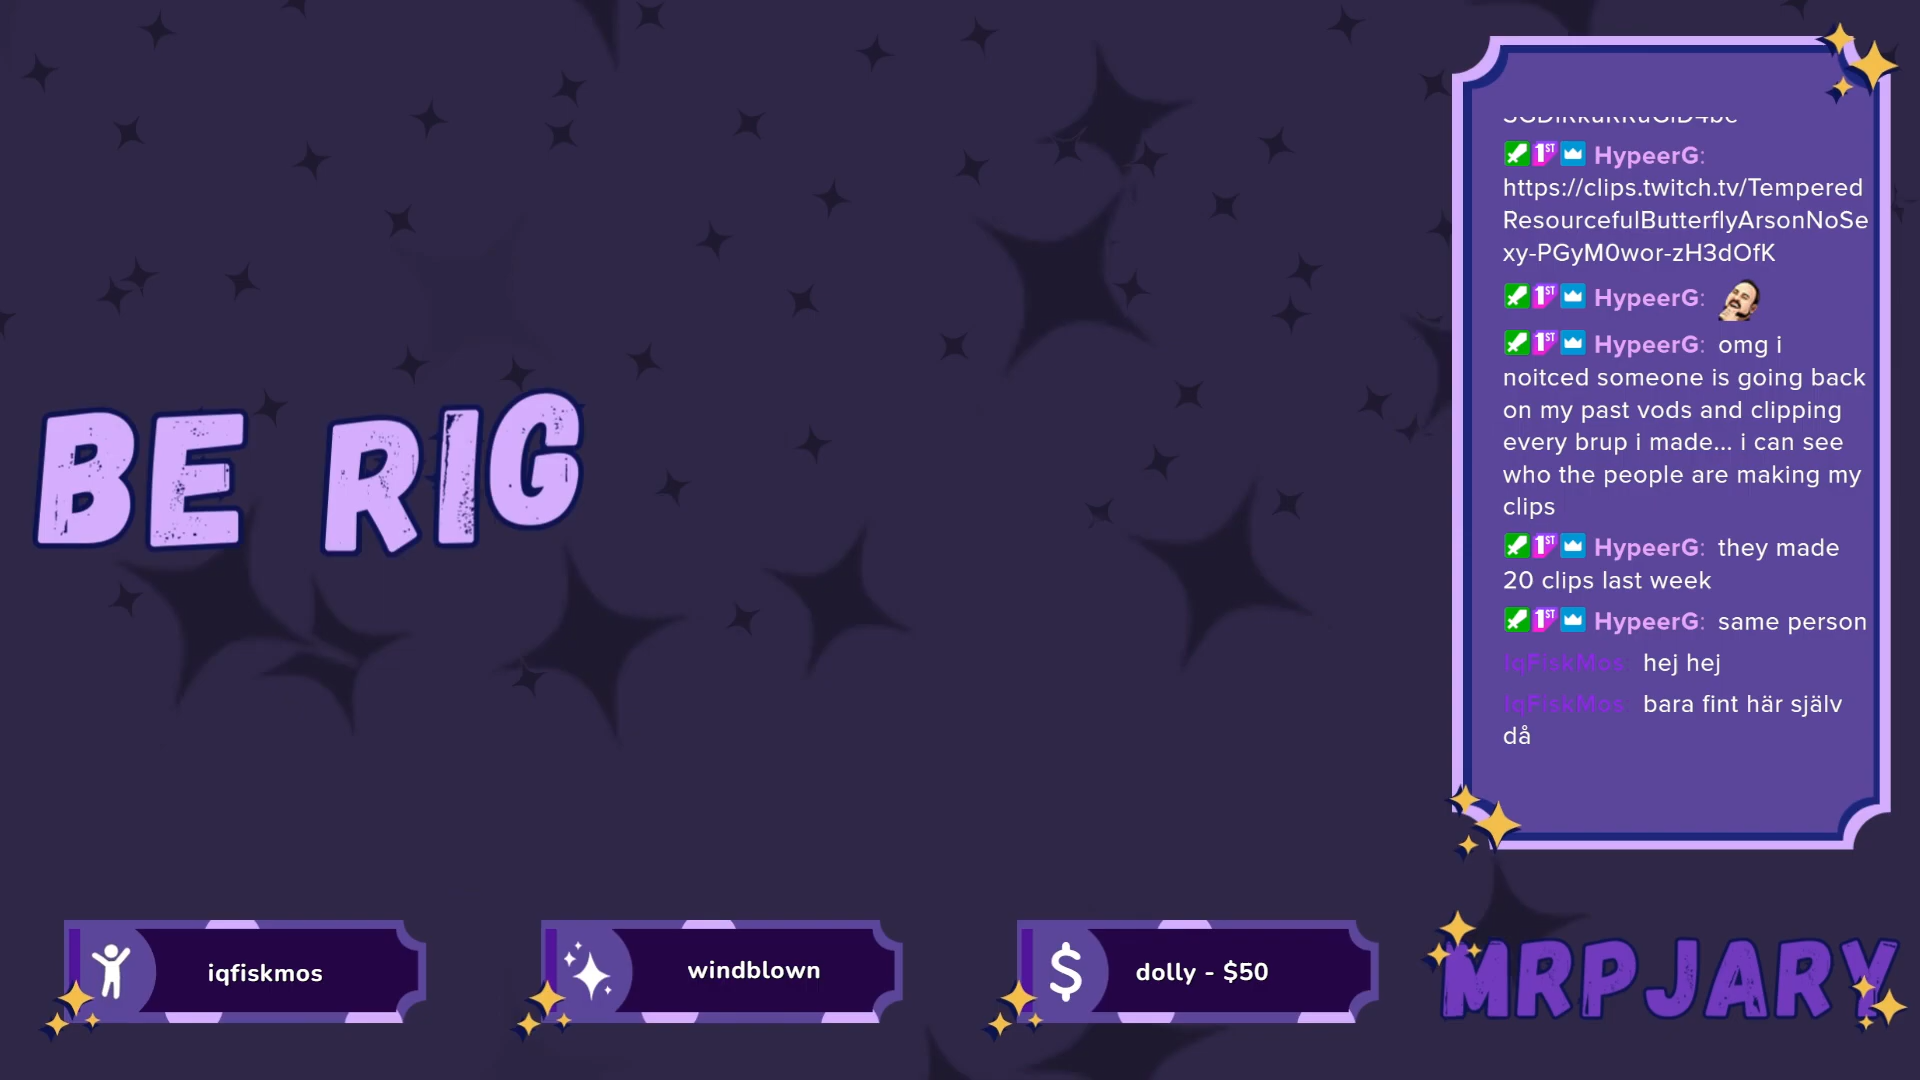 BE RIG
HypeerG:
https://clips.twitch.tv/Tempered
ResourcefulButterflyArsonNoSe
xy-PGyM0wor-zH3dOfK
HypeerG:
HypeerG: omg i
noitced someone is going back
on my past vods and clipping
every brup i made... i can see
who the people are making my
clips
HypeerG: they made
20 clips last week
HypeerG: same person
IqFiskMos: hej hej
IqFiskMos: bara fint här själv
då
iqfiskmos
windblown
dolly - $50
MRPJARY